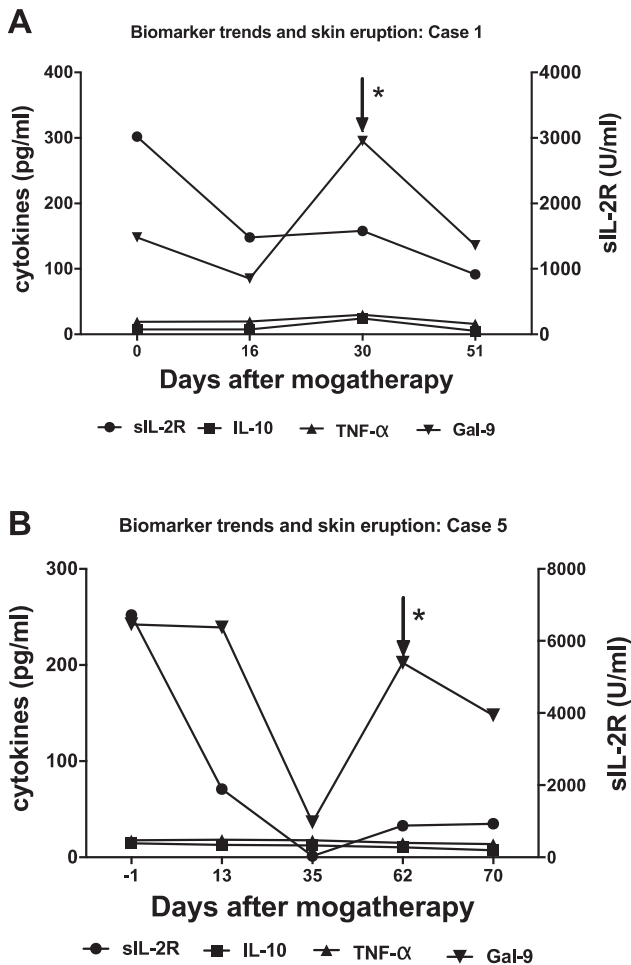 A
Biomarker trends and skin eruption: Case 1
cytokines (pg/ml)
400
300
200
100
0
*
4000
3000
2000
1000
0
sIL-2R (U/ml)
0 16 30 51
Days after mogatherapy
sIL-2R IL-10 TNF-α Gal-9
B
Biomarker trends and skin eruption: Case 5
cytokines (pg/ml)
300
200
100
0
*
8000
6000
4000
2000
0
sIL-2R (U/ml)
-1 13 35 62 70
Days after mogatherapy
sIL-2R IL-10 TNF-α Gal-9